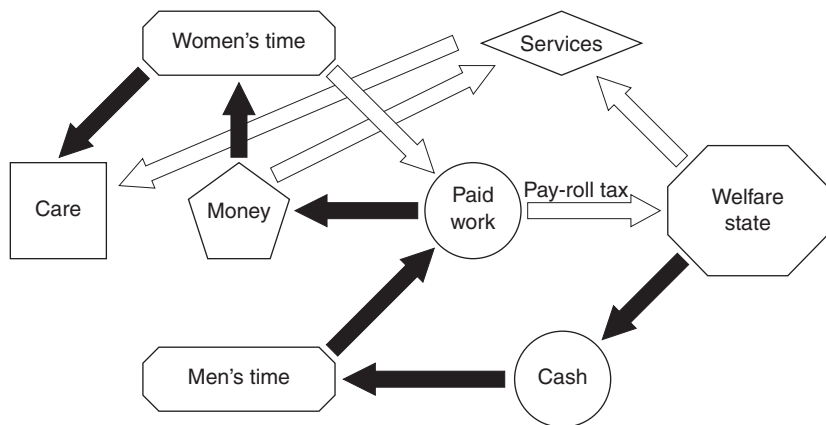 Women’s time
Services
Care
Money
Paid
work
Pay-roll tax
Welfare
state
Men’s time
Cash